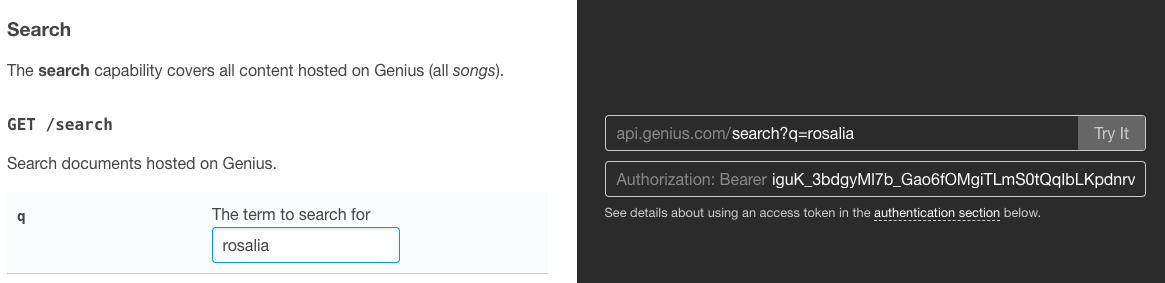 Search
The search capability covers all content hosted on Genius (all songs).
GET /search
Search documents hosted on Genius.
q
The term to search for
rosalia
api.genius.com/search?q=rosalia
Try It
Authorization: Bearer iguK_3bdgyMl7b_Gao6fOMgiTLmS0tQqIbLKpdnrv
See details about using an access token in the authentication section below.